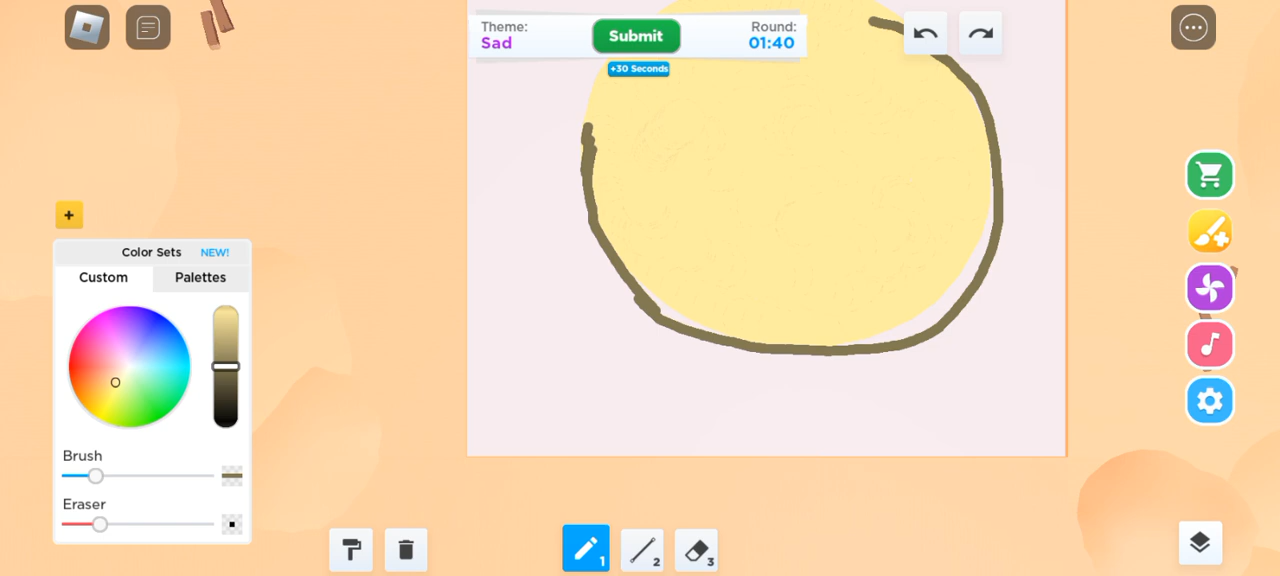 Theme:
Sad
Submit
Round:
01:40
+30 Seconds
+
Color Sets NEW!
Custom Palettes
Brush
Eraser
1
2
3